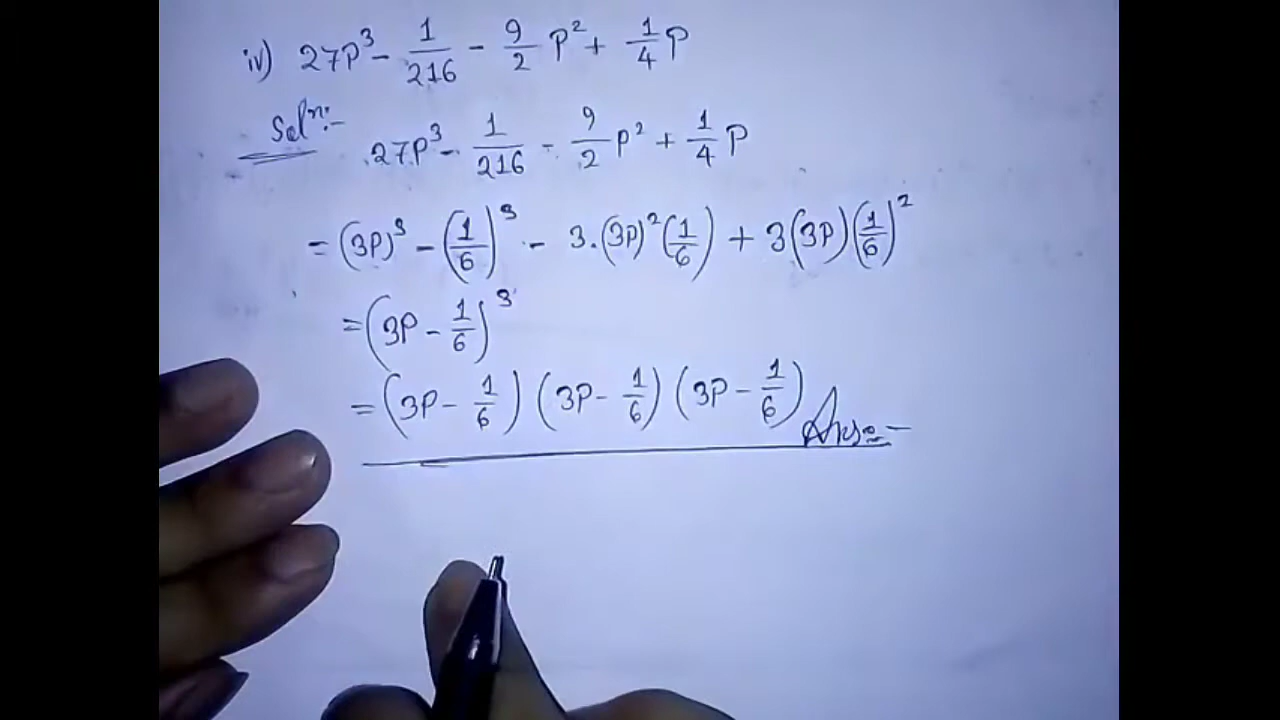 iv) 27P³ - 1/216 - 9/2 P² + 1/4 P
Solⁿ:-
27P³ - 1/216 - 9/2 P² + 1/4 P
= (3P)³ - (1/6)³ - 3.(3P)²(1/6) + 3(3P)(1/6)²
= (3P - 1/6)³
= (3P - 1/6) (3P - 1/6) (3P - 1/6) Ans:-